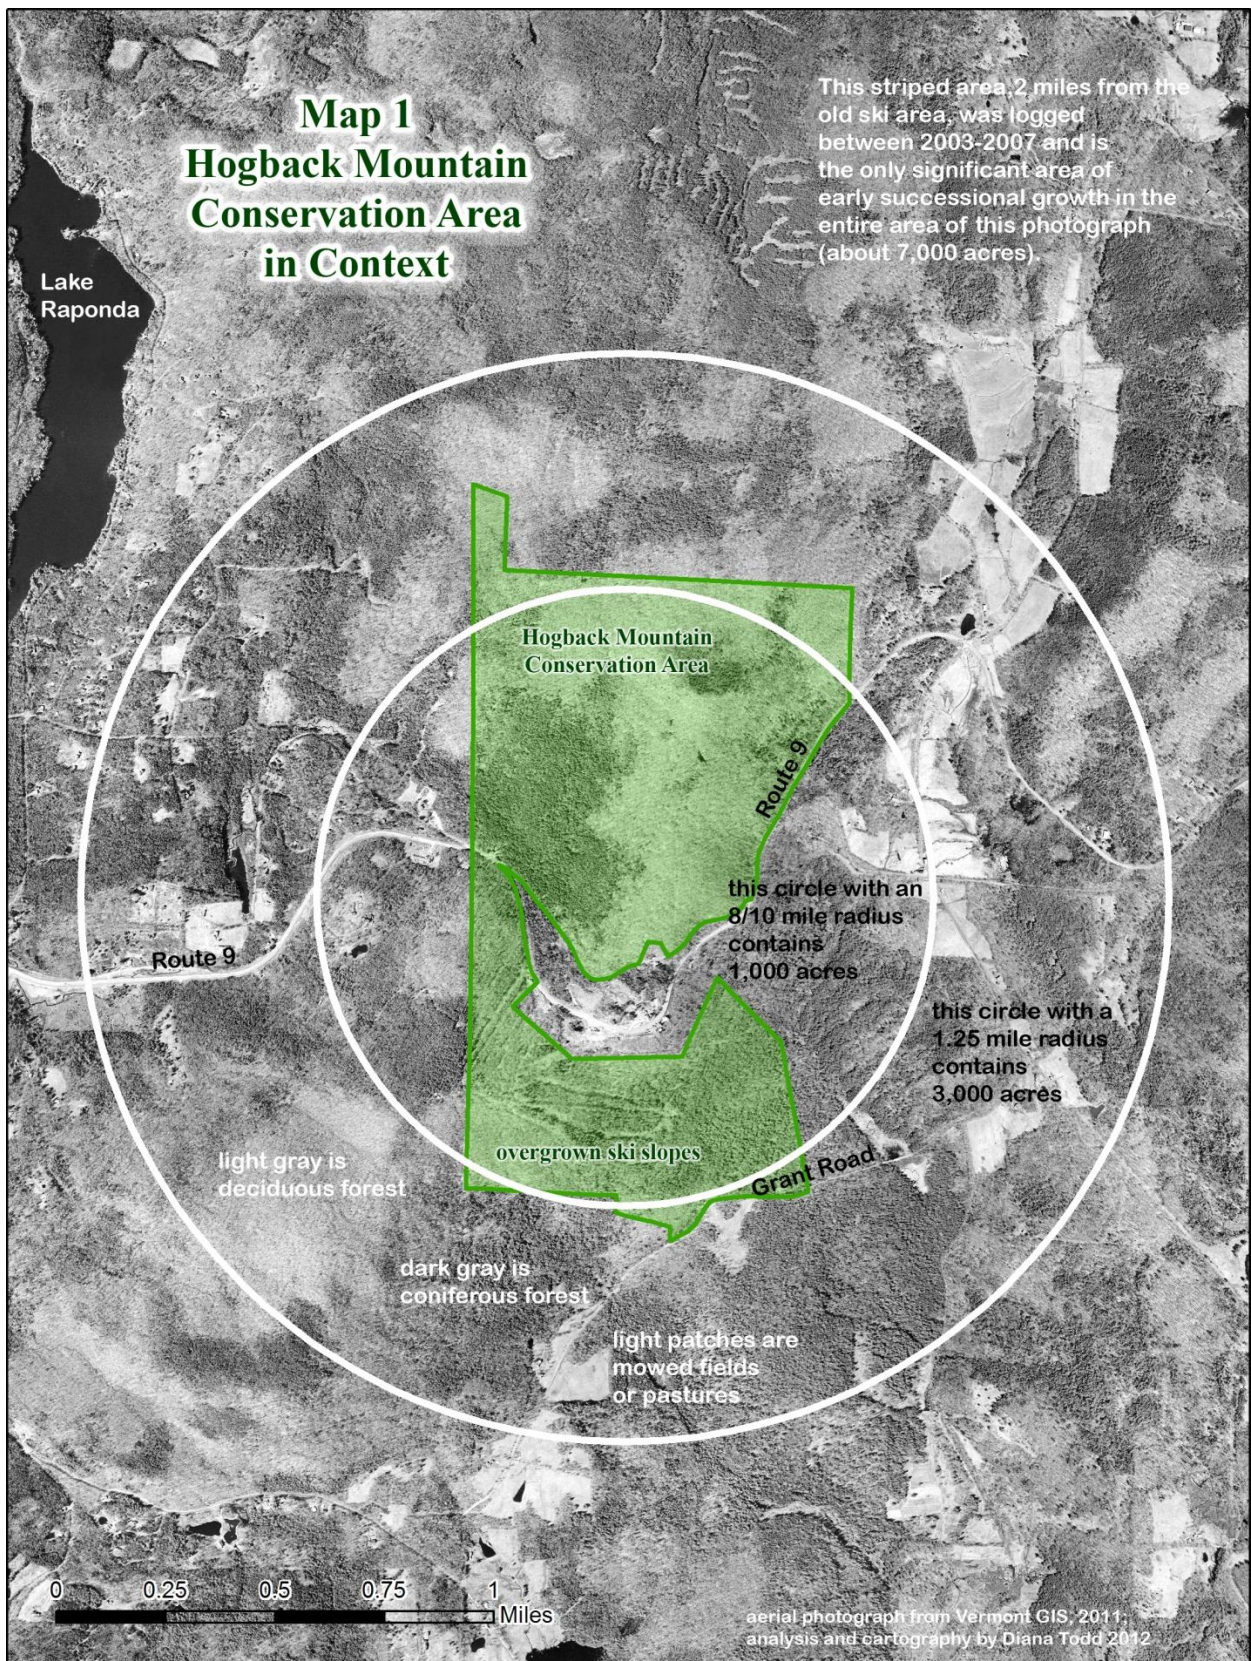 Map 1
Hogback Mountain
Conservation Area
in Context
This striped area,2 miles from the
old ski area, was logged
between 2003-2007 and is
the only significant area of
early successional growth in the
entire area of this photograph
(about 7,000 acres).
Lake
Raponda
Hogback Mountain
Conservation Area
Route 9
this circle with an
8/10 mile radius
contains
1,000 acres
Route 9
this circle with a
1.25 mile radius
contains
3,000 acres
overgrown ski slopes
Grant Road
light gray is
deciduous forest
dark gray is
coniferous forest
light patches are
mowed fields
or pastures
0 0.25 0.5 0.75 1
Miles
aerial photograph from Vermont GIS, 2011;
analysis and cartography by Diana Todd 2012